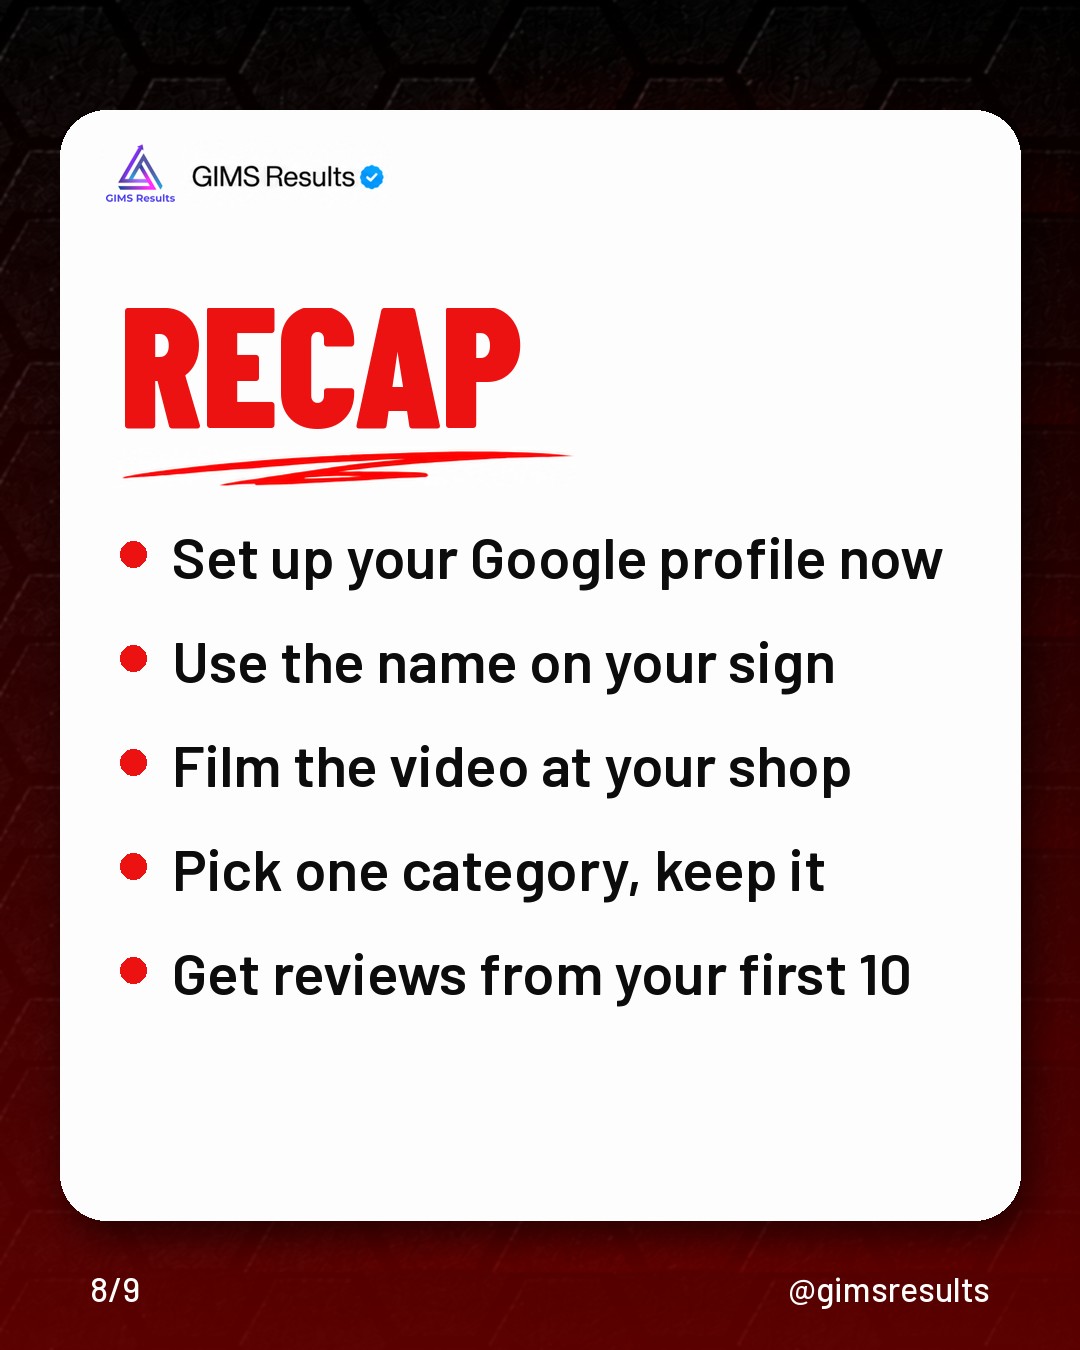 GIMS Results
GIMS Results
RECAP
Set up your Google profile now
Use the name on your sign
Film the video at your shop
Pick one category, keep it
Get reviews from your first 10
8/9
@gimsresults